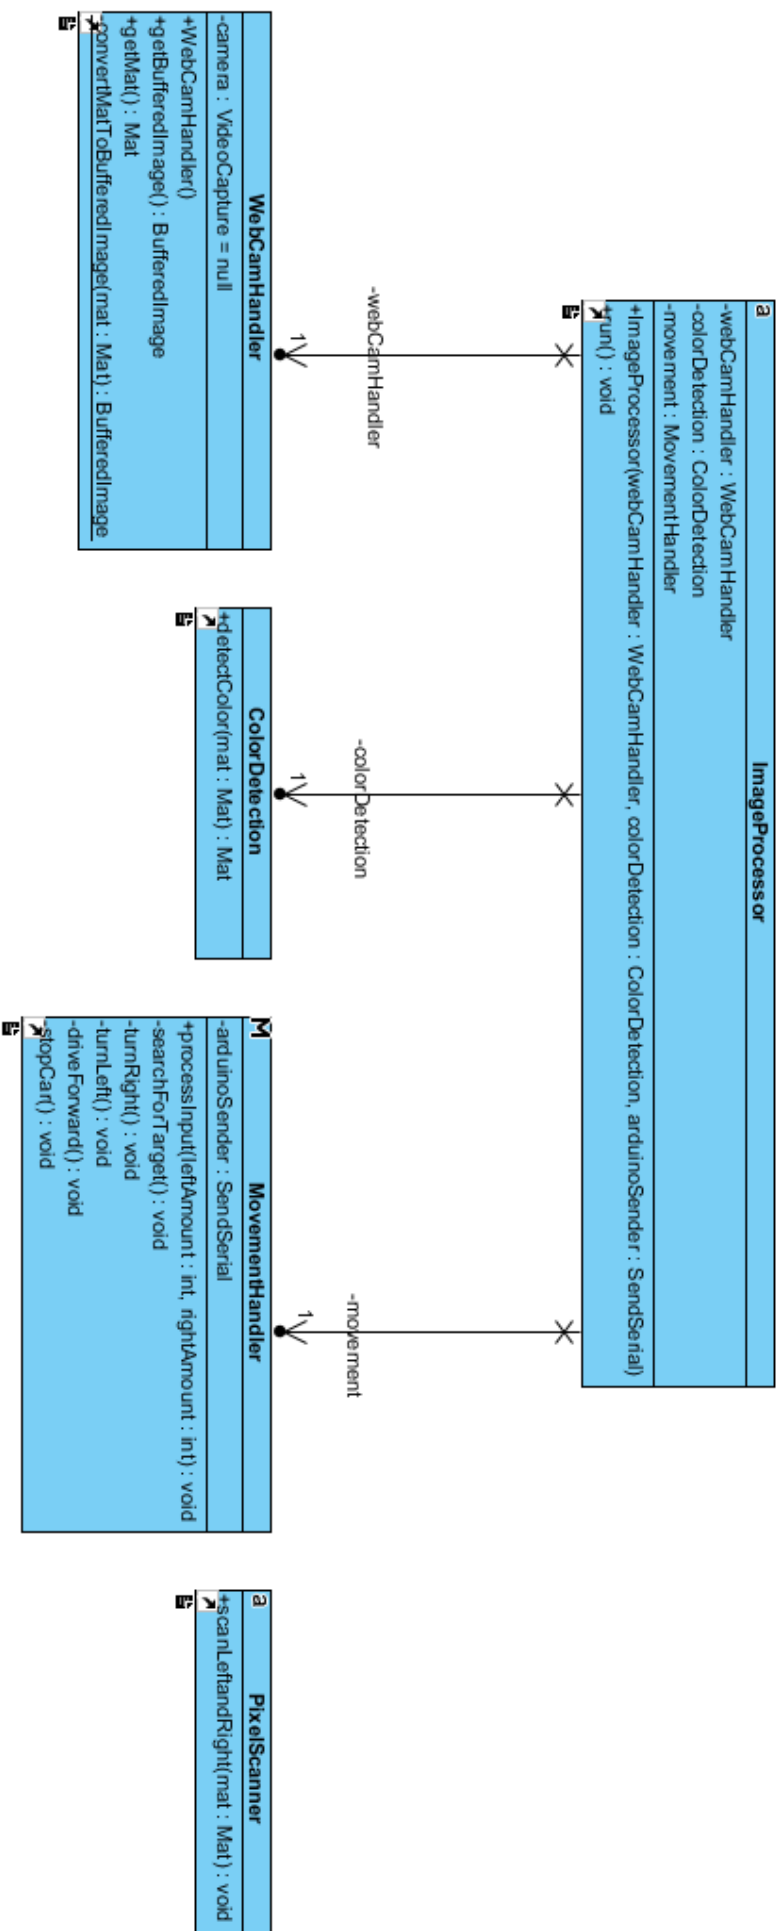 a
ImageProcessor
-webCamHandler : WebCamHandler
-colorDetection : ColorDetection
-movement : MovementHandler
+ImageProcessor(webCamHandler : WebCamHandler, colorDetection : ColorDetection, arduinoSender : SendSerial)
+run() : void
-webCamHandler
1
-colorDetection
1
-movement
1
WebCamHandler
-camera : VideoCapture = null
+WebCamHandler()
+getBufferedImage() : BufferedImage
+getMat() : Mat
-convertMatToBufferedImage(mat : Mat) : BufferedImage
ColorDetection
+detectColor(mat : Mat) : Mat
M
MovementHandler
-arduinoSender : SendSerial
+processInput(leftAmount : int, rightAmount : int) : void
-searchForTarget() : void
-turnRight() : void
-turnLeft() : void
-driveForward() : void
-stopCar() : void
a
PixelScanner
+scanLeftandRight(mat : Mat) : void